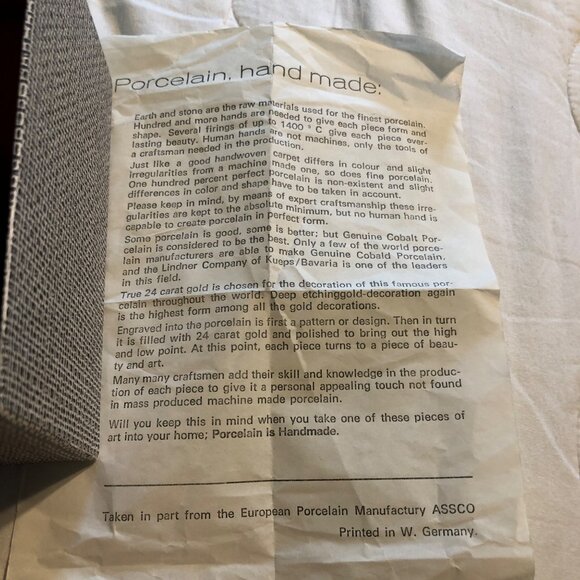 Porcelain, hand made:
Earth and stone are the raw materials used for the finest porcelain.
Hundred and more hands are needed to give each piece form and
shape. Several firings of up to 1400 ° C give each piece ever-
lasting beauty. Human hands are not machines, only the tools of
a craftsman needed in the production.
Just like a good handwoven carpet differs in colour and slight
irregularities from a machine made one, so does fine porcelain.
One hundred percent perfect porcelain is non-existent and slight
differences in color and shape have to be taken in account.
Please keep in mind, by means of expert craftsmanship these irre-
gularities are kept to the absolute minimum, but no human hand is
capable to create porcelain in perfect form.
Some porcelain is good, some is better; but Genuine Cobalt Por-
celain is considered to be the best. Only a few of the world porce-
lain manufacturers are able to make Genuine Cobald Porcelain.
and the Lindner Company of Kueps/Bavaria is one of the leaders
in this field.
True 24 carat gold is chosen for the decoration of this famous por-
celain throughout the world. Deep etchinggold-decoration again
is the highest form among all the gold decorations.
Engraved into the porcelain is first a pattern or design. Then in turn
it is filled with 24 carat gold and polished to bring out the high
and low point. At this point, each piece turns to a piece of beau-
ty and art.
Many many craftsmen add their skill and knowledge in the produc-
tion of each piece to give it a personal appealing touch not found
in mass produced machine made porcelain.
Will you keep this in mind when you take one of these pieces of
art into your home; Porcelain is Handmade.
Taken in part from the European Porcelain Manufactury ASSCO
Printed in W. Germany.